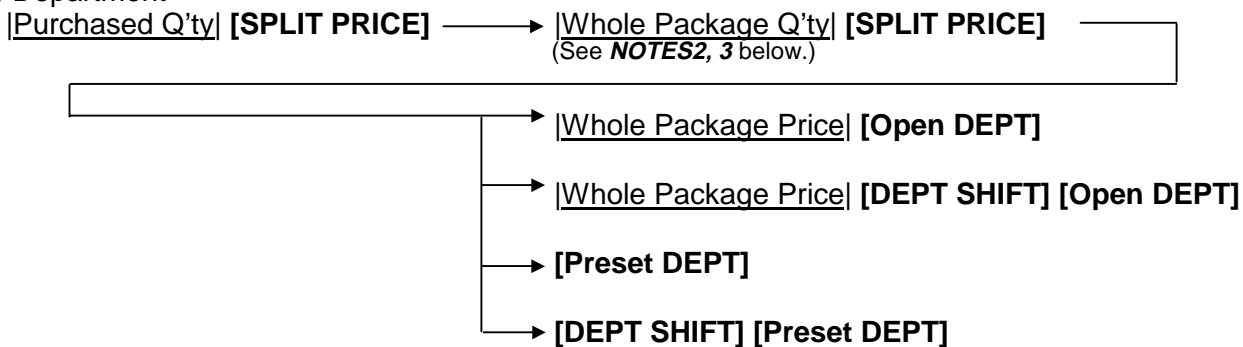 Department
|Purchased Q’ty| [SPLIT PRICE] |Whole Package Q’ty| [SPLIT PRICE]
(See NOTES2, 3 below.)
|Whole Package Price| [Open DEPT]
|Whole Package Price| [DEPT SHIFT] [Open DEPT]
[Preset DEPT]
[DEPT SHIFT] [Preset DEPT]